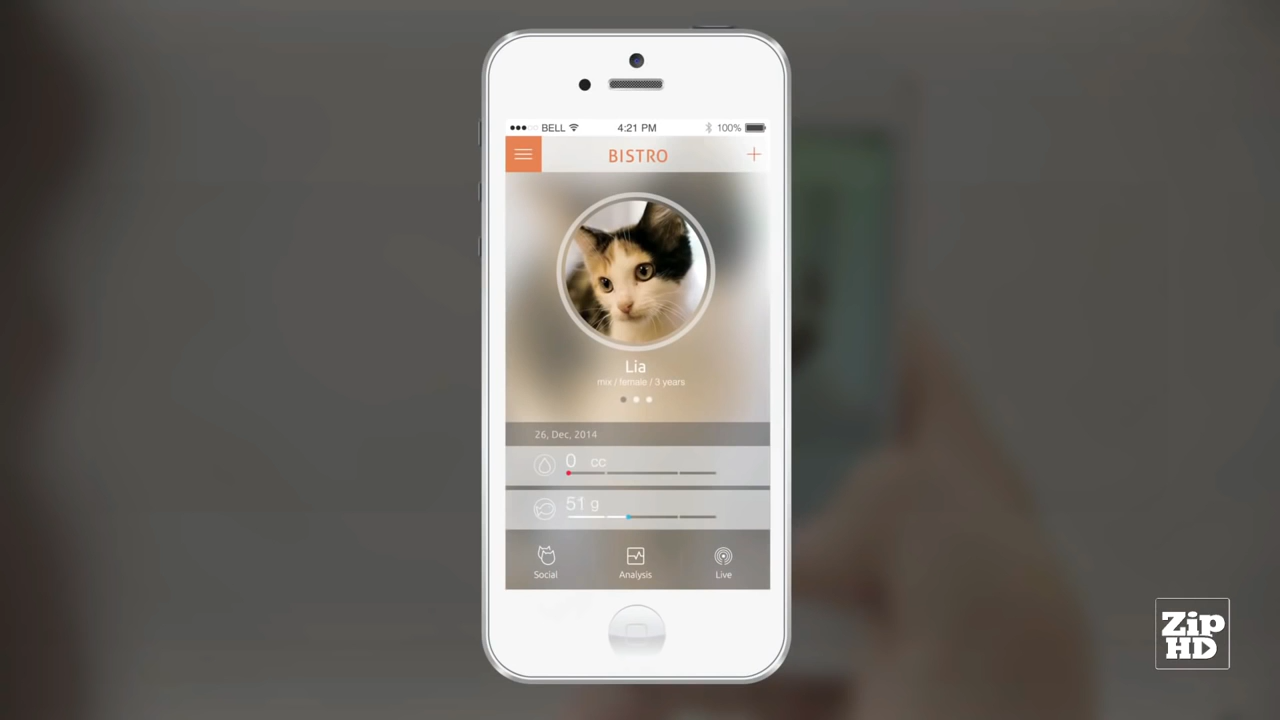 BELL 4:21 PM 100%
BISTRO +
Lia
mix / female / 3 years
26, Dec, 2014
0 cc
51 g
Social Analysis Live
Zip
HD